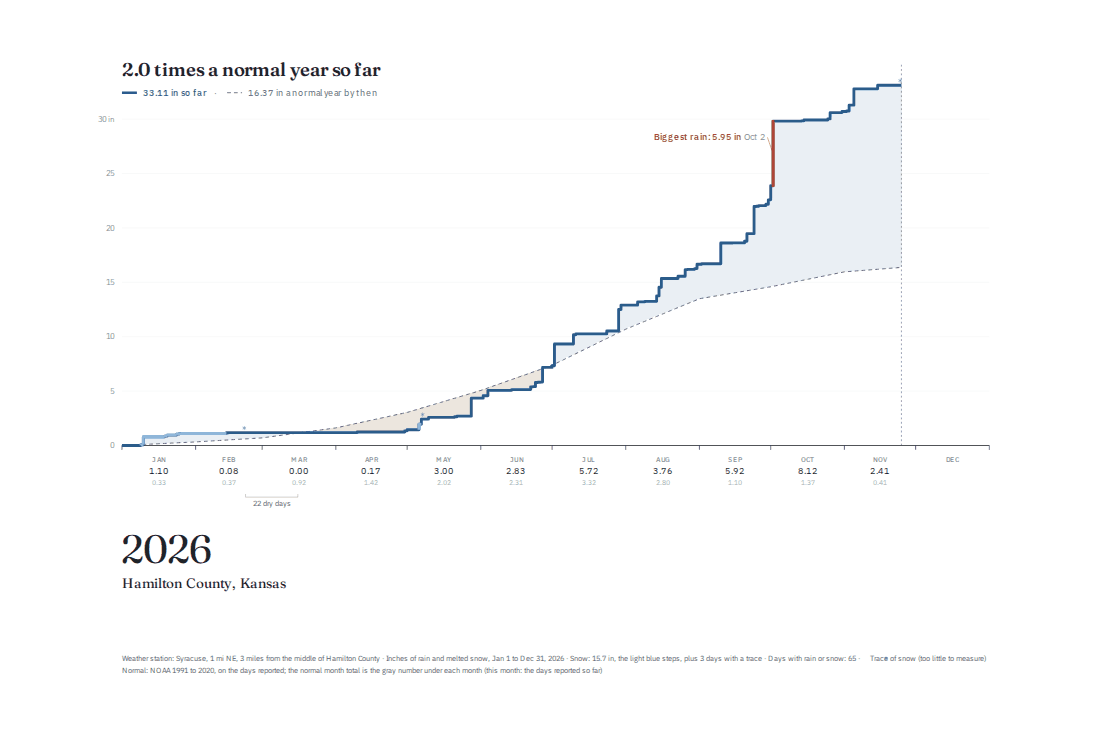 2.0 times a normal year so far
33.11 in so far · 16.37 in a normal year by then
30 in
Biggest rain: 5.95 in Oct 2
25
20
15
10
5
0
JAN FEB MAR APR MAY JUN JUL AUG SEP OCT NOV DEC
1.10 0.08 0.00 0.17 3.00 2.83 5.72 3.76 5.92 8.12 2.41
0.33 0.37 0.92 1.42 2.02 2.31 3.32 2.80 1.10 1.37 0.41
22 dry days
2026
Hamilton County, Kansas
Weather station: Syracuse, 1 mi NE, 3 miles from the middle of Hamilton County · Inches of rain and melted snow, Jan 1 to Dec 31, 2026 · Snow: 15.7 in, the light blue steps, plus 3 days with a trace · Days with rain or snow: 65 · Trace of snow (too little to measure)
Normal: NOAA 1991 to 2020, on the days reported; the normal month total is the gray number under each month (this month: the days reported so far)